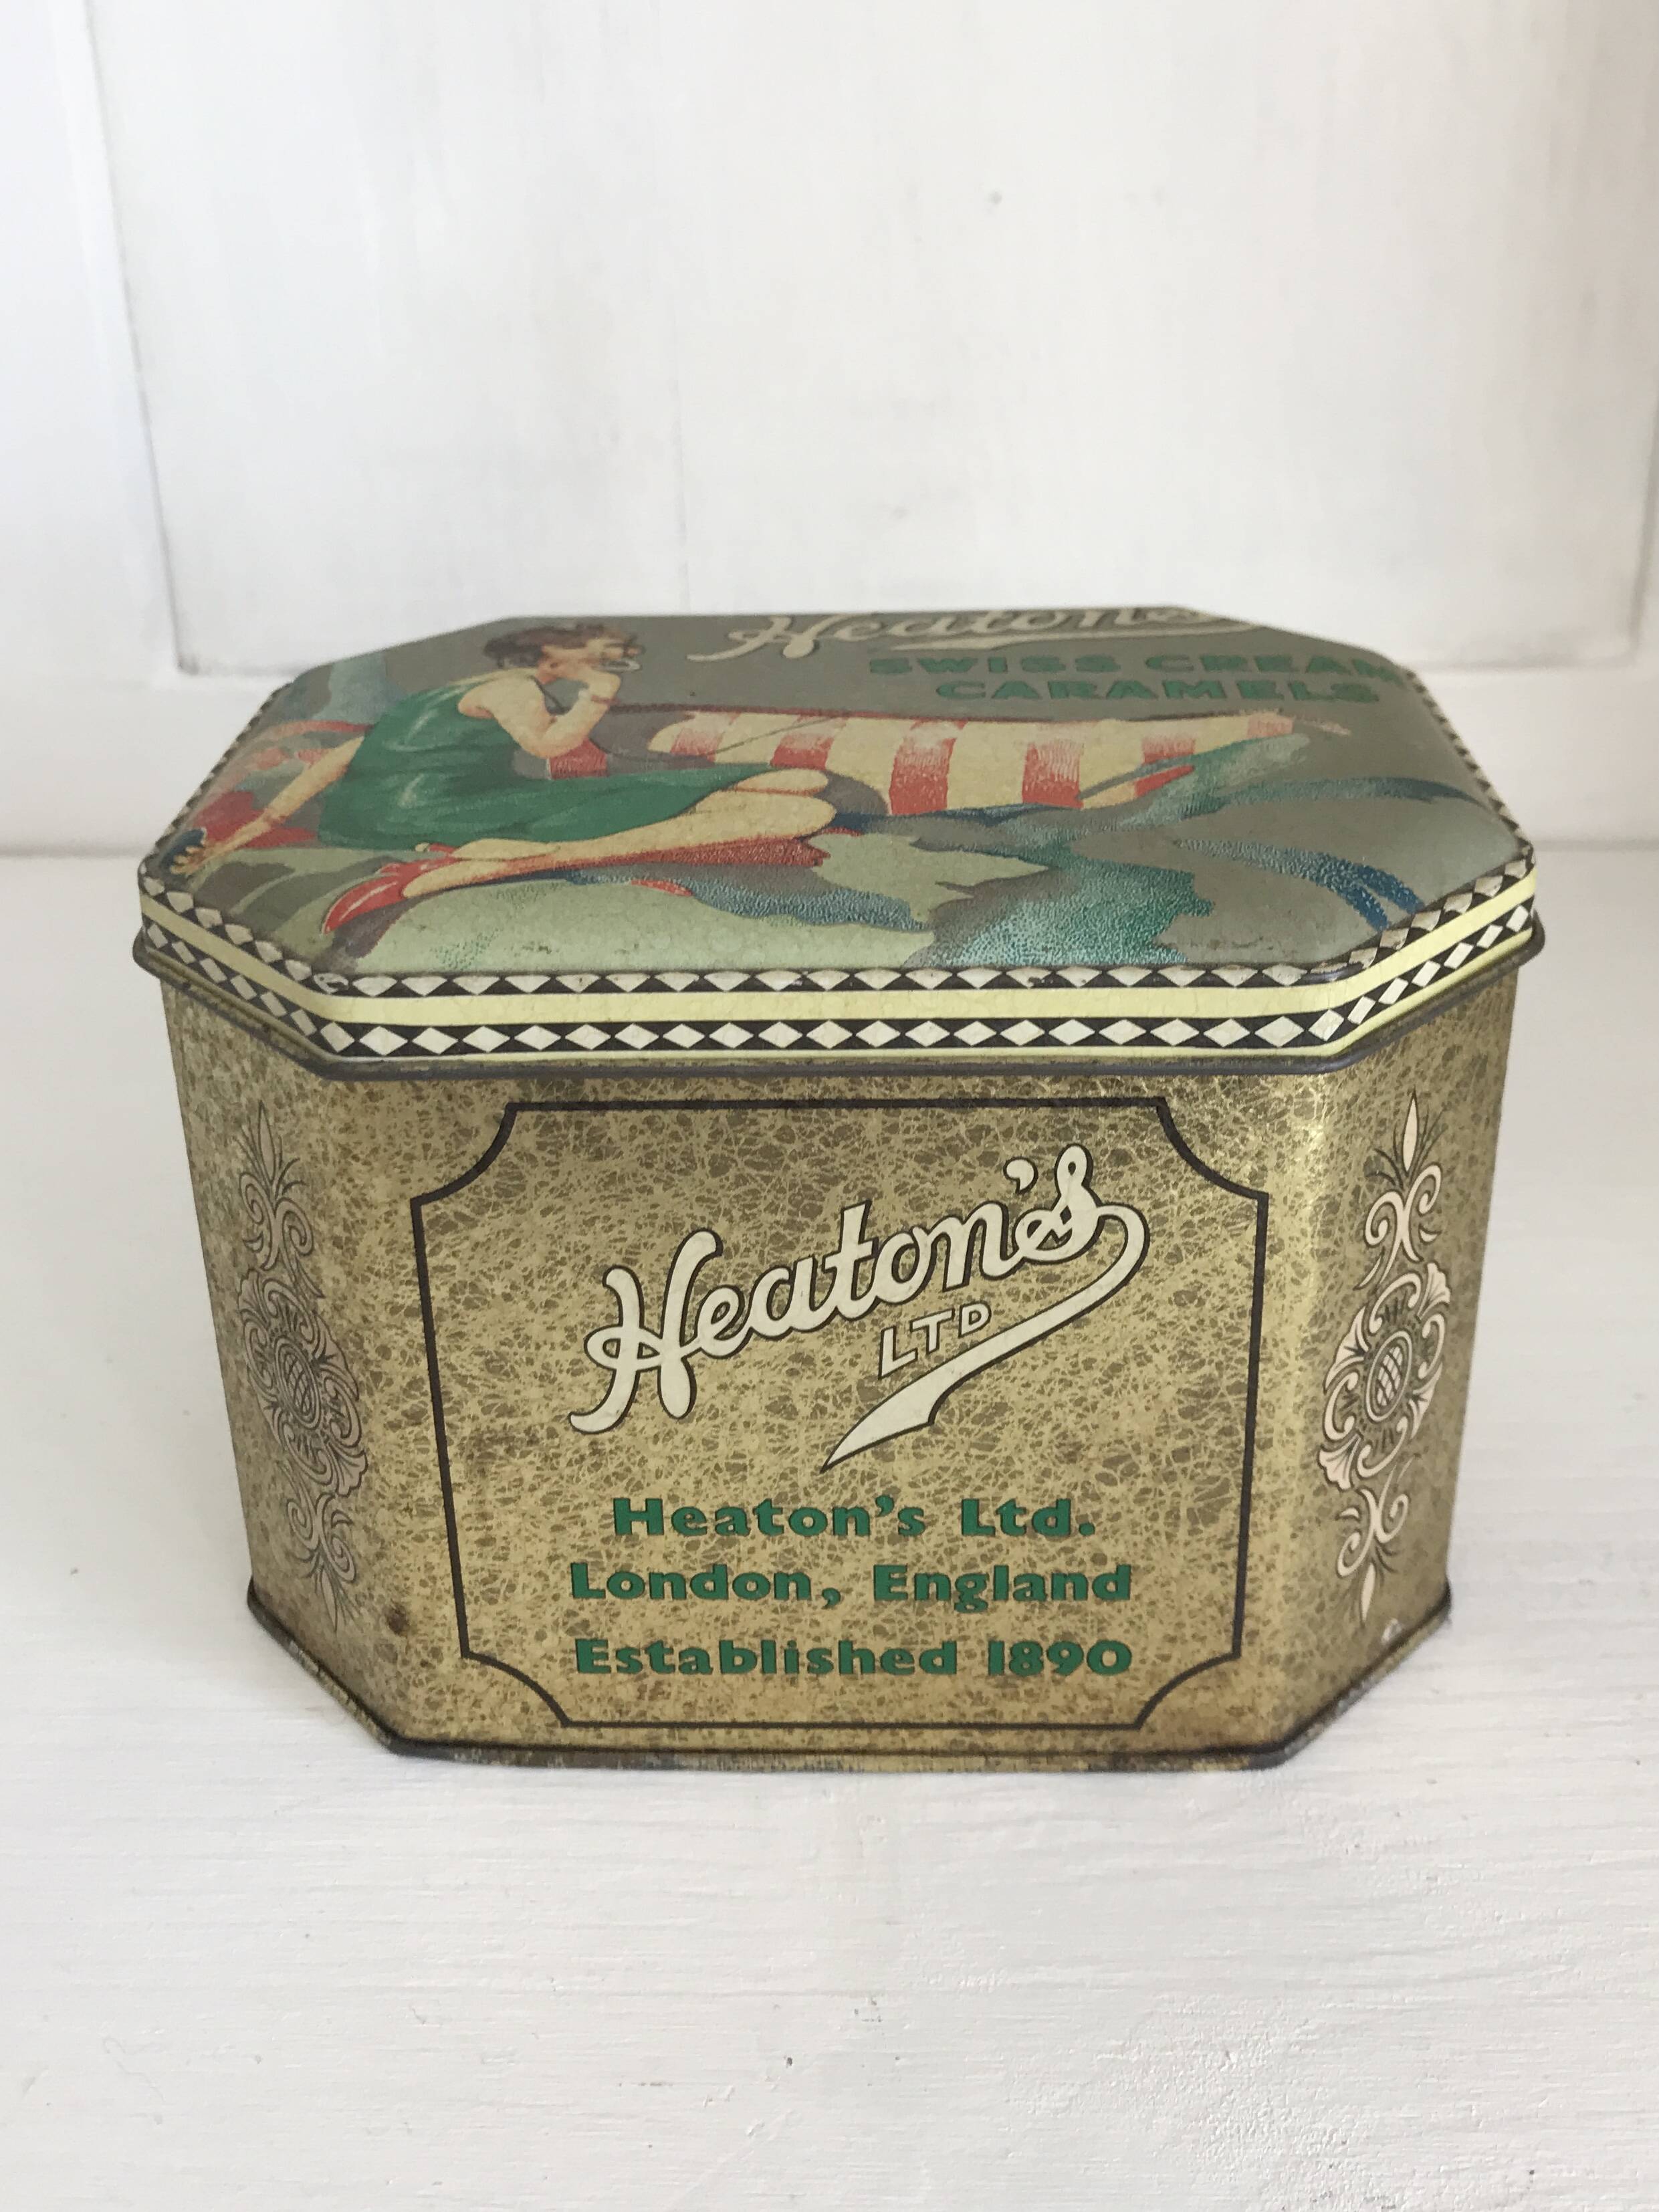 Heaton's
SWISS CREAM
CARAMELS
Heaton's
LTD
Heaton's Ltd.
London, England
Established 1890